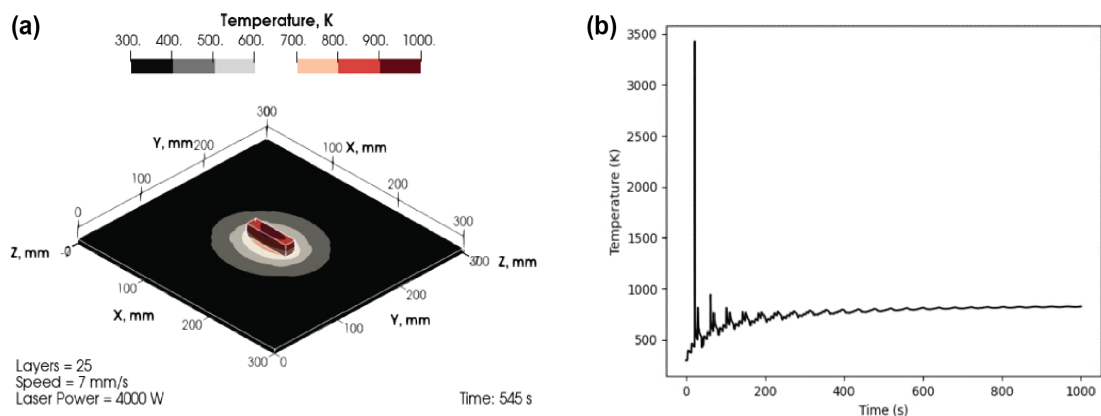 (a)
Temperature, K
300. 400. 500. 600. 700. 800. 900. 1000.
300
Y, mm
200
X, mm
100
100
200
0
300
Z, mm
-0
300
Z, mm
100
200
X, mm
Y, mm
200
100
300
0
Layers = 25
Speed = 7 mm/s
Laser Power = 4000 W
Time: 545 s
(b)
3500
3000
2500
2000
1500
1000
500
Temperature (K)
0 200 400 600 800 1000
Time (s)